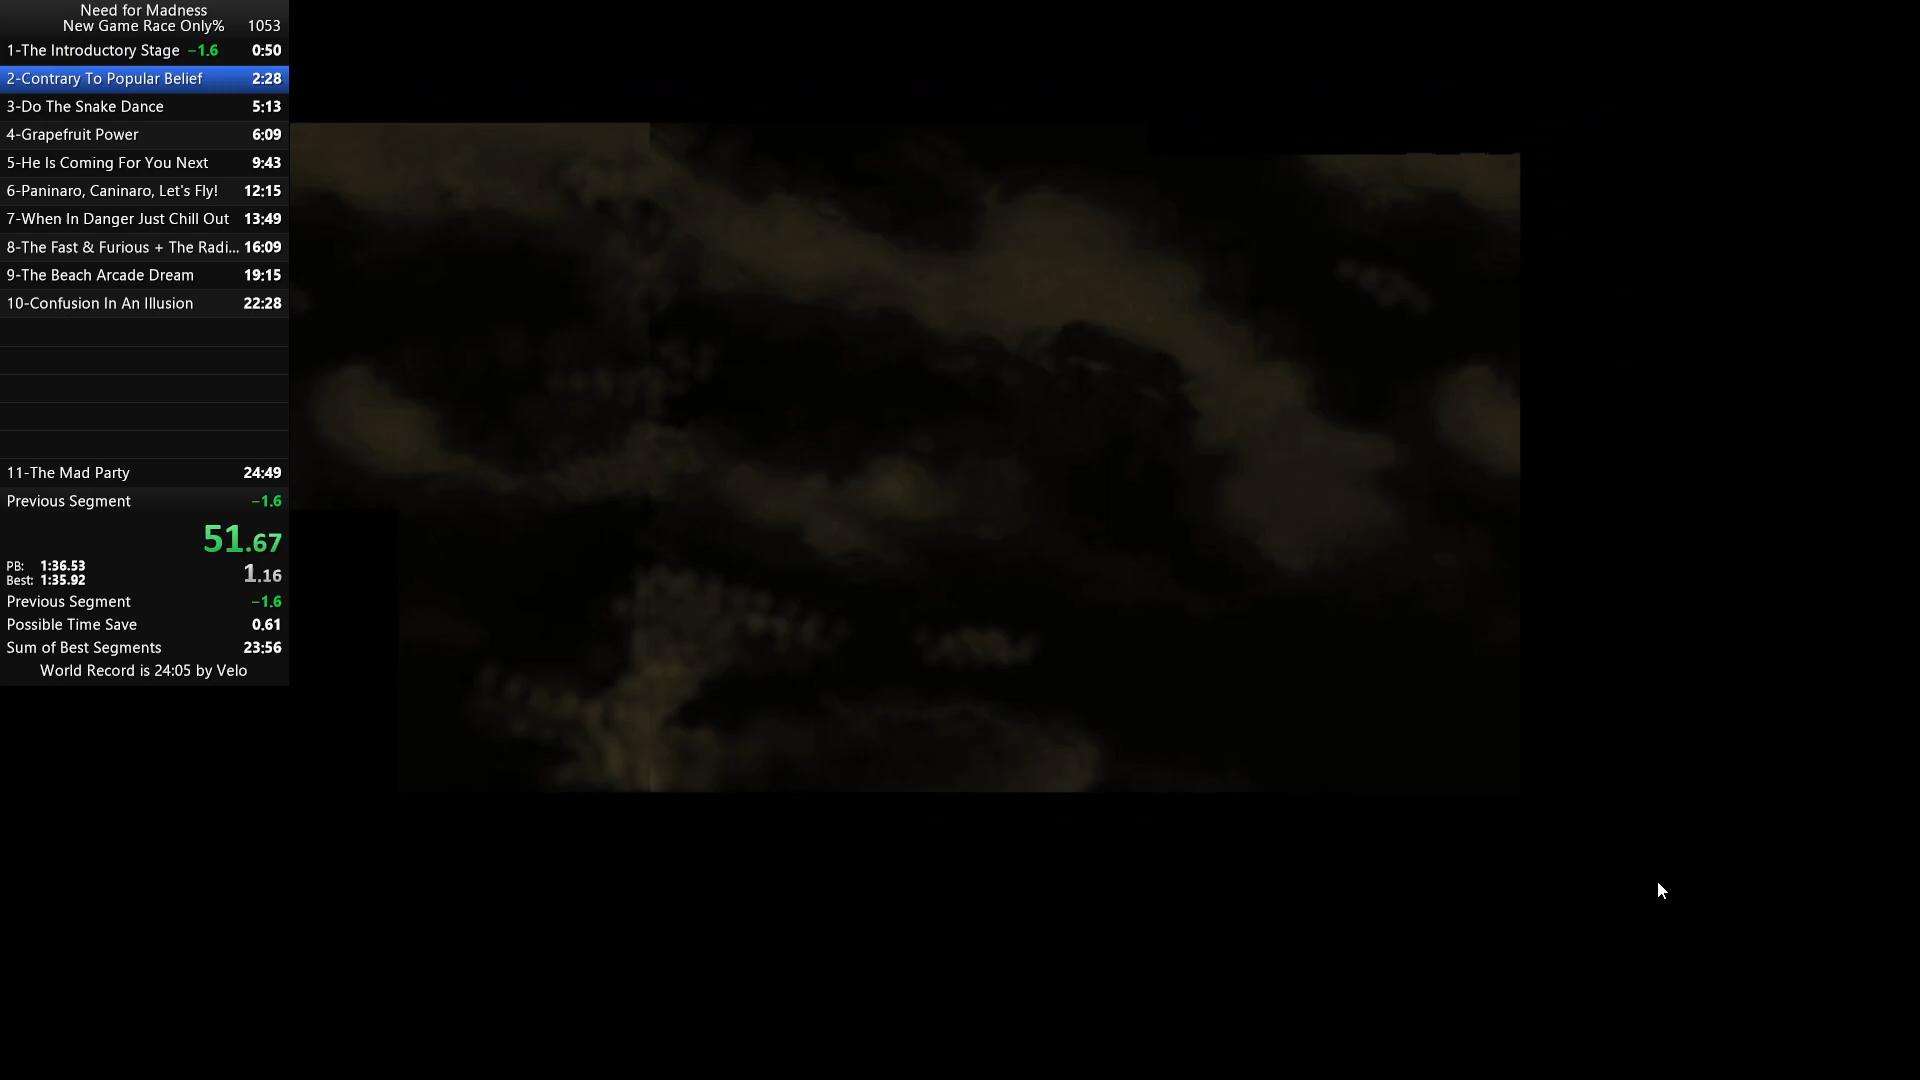 Need for Madness
New Game Race Only% 1053
1-The Introductory Stage −1.6 0:50
2-Contrary To Popular Belief 2:28
3-Do The Snake Dance 5:13
4-Grapefruit Power 6:09
5-He Is Coming For You Next 9:43
6-Paninaro, Caninaro, Let's Fly! 12:15
7-When In Danger Just Chill Out 13:49
8-The Fast & Furious + The Radi... 16:09
9-The Beach Arcade Dream 19:15
10-Confusion In An Illusion 22:28
11-The Mad Party 24:49
Previous Segment −1.6
51.67
PB: 1:36.53
Best: 1:35.92
1.16
Previous Segment −1.6
Possible Time Save 0.61
Sum of Best Segments 23:56
World Record is 24:05 by Velo